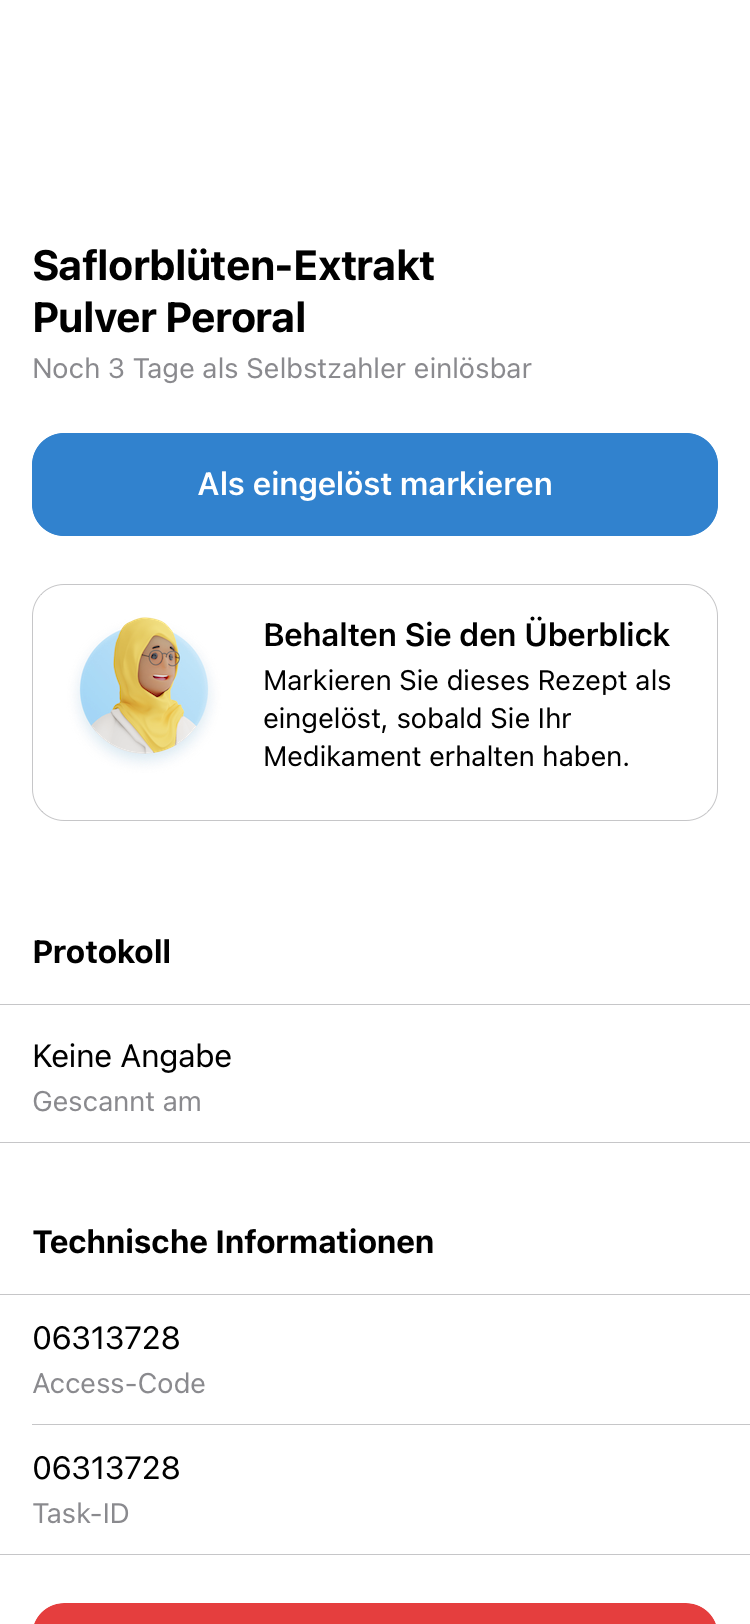 Saflorblüten-Extrakt
Pulver Peroral
Noch 3 Tage als Selbstzahler einlösbar
Als eingelöst markieren
Behalten Sie den Überblick
Markieren Sie dieses Rezept als
eingelöst, sobald Sie Ihr
Medikament erhalten haben.
Protokoll
Keine Angabe
Gescannt am
Technische Informationen
06313728
Access-Code
06313728
Task-ID